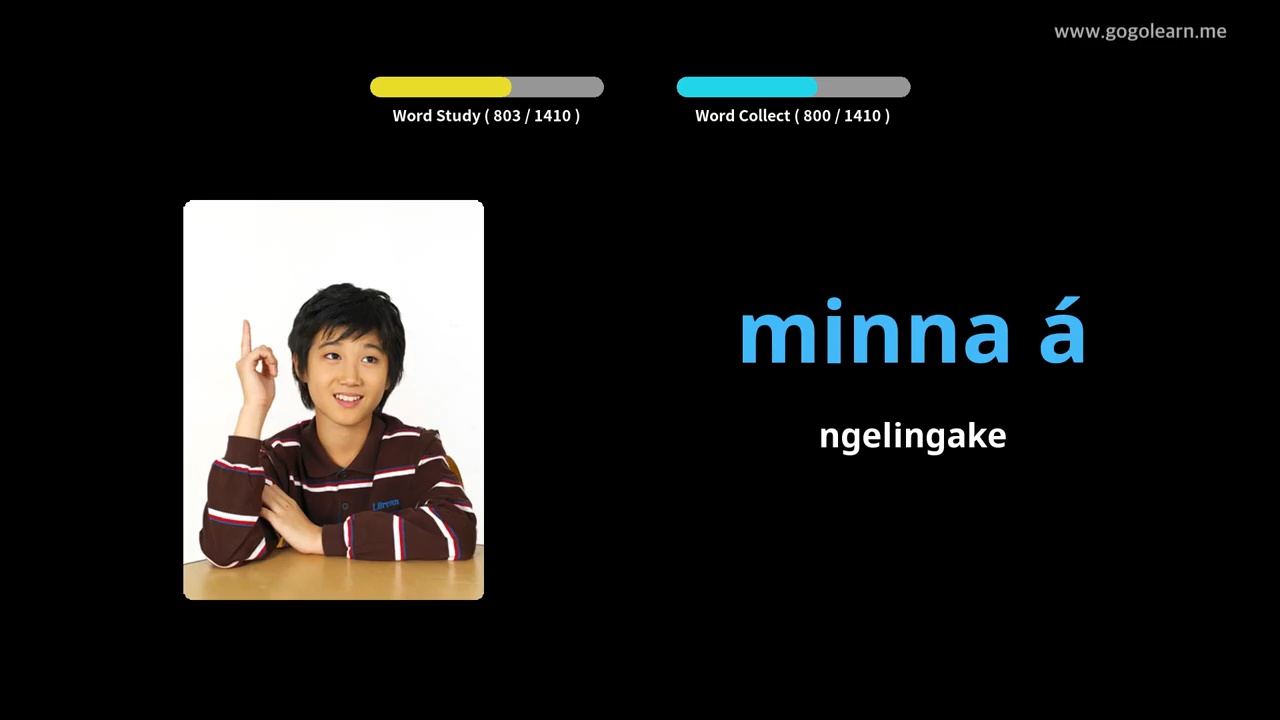 www.gogolearn.me
Word Study ( 803 / 1410 )
Word Collect ( 800 / 1410 )
minna á
ngelingake